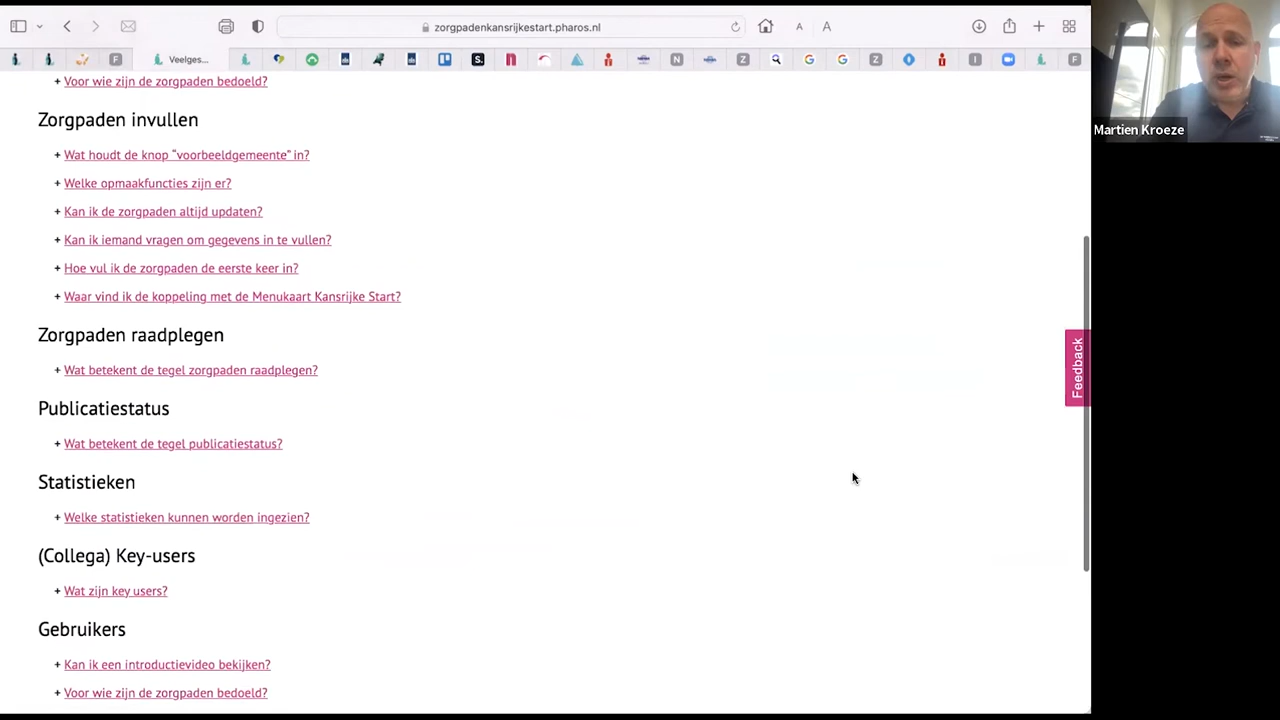 zorgpadenkansrijkestart.pharos.nl
A
A
Veelges...
+ Voor wie zijn de zorgpaden bedoeld?
Zorgpaden invullen
+ Wat houdt de knop “voorbeeldgemeente” in?
+ Welke opmaakfuncties zijn er?
+ Kan ik de zorgpaden altijd updaten?
+ Kan ik iemand vragen om gegevens in te vullen?
+ Hoe vul ik de zorgpaden de eerste keer in?
+ Waar vind ik de koppeling met de Menukaart Kansrijke Start?
Zorgpaden raadplegen
+ Wat betekent de tegel zorgpaden raadplegen?
Publicatiestatus
+ Wat betekent de tegel publicatiestatus?
Statistieken
+ Welke statistieken kunnen worden ingezien?
(Collega) Key-users
+ Wat zijn key users?
Gebruikers
+ Kan ik een introductievideo bekijken?
+ Voor wie zijn de zorgpaden bedoeld?
Feedback
Martien Kroeze